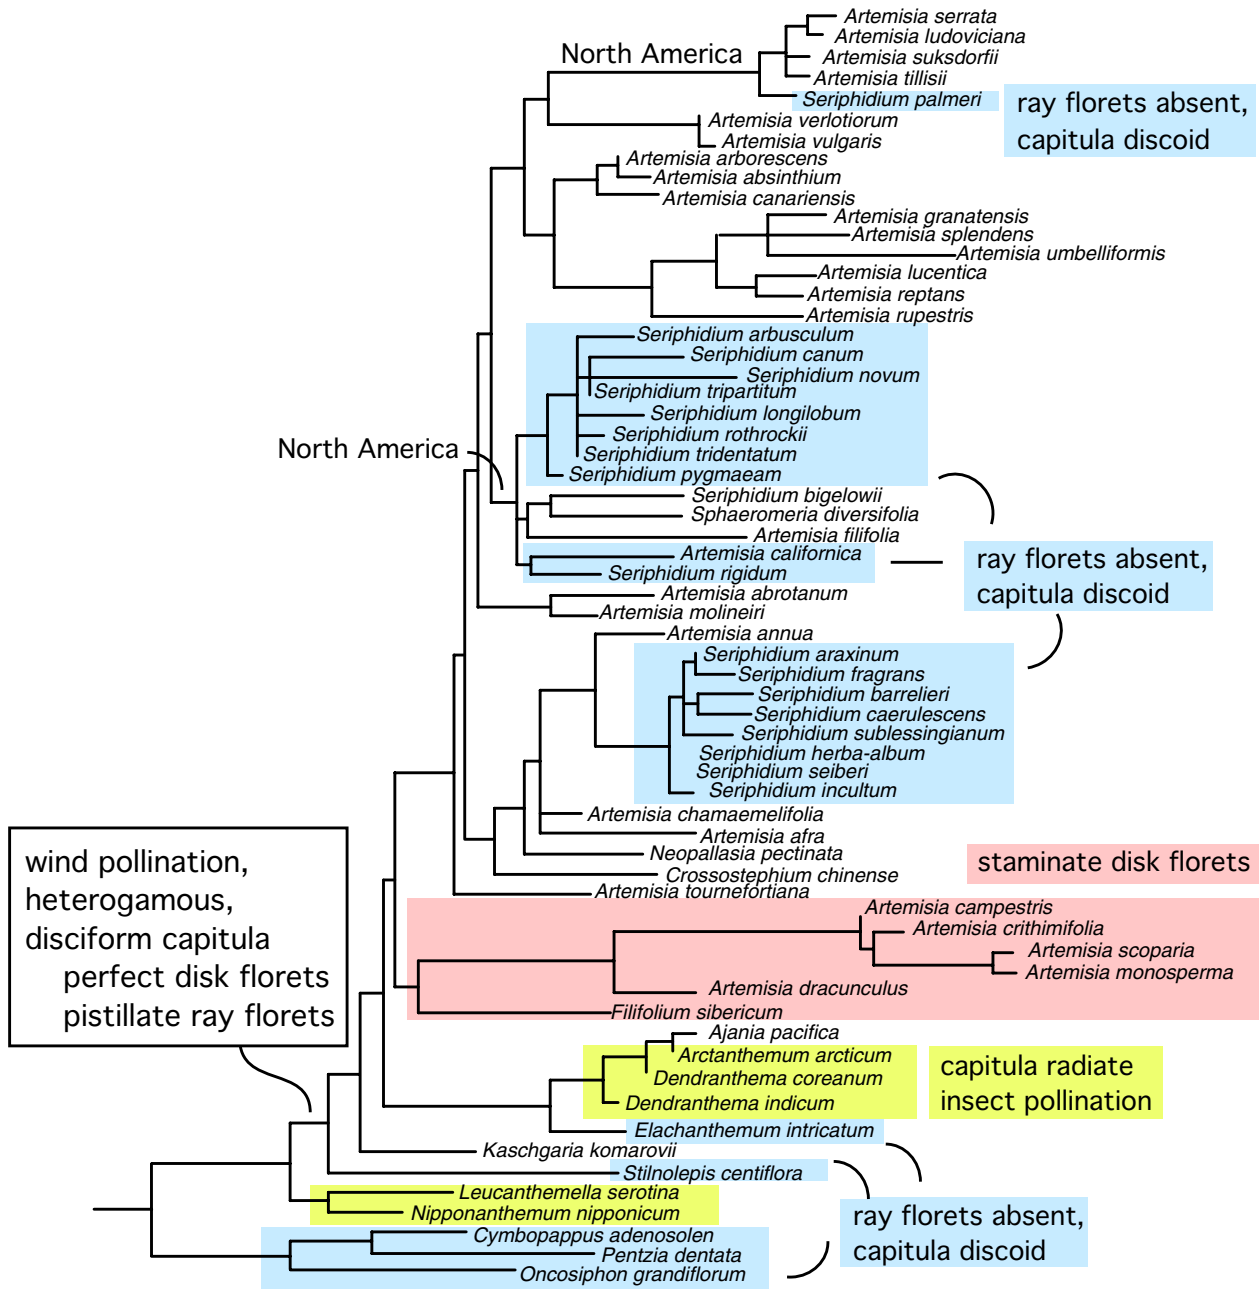 Artemisia serrata
Artemisia ludoviciana
North America
Artemisia suksdorfii
Artemisia tillisii
Seriphidium palmeri
ray florets absent,
capitula discoid
Artemisia verlotiorum
Artemisia vulgaris
Artemisia arborescens
Artemisia absinthium
Artemisia canariensis
Artemisia granatensis
Artemisia splendens
Artemisia umbelliformis
Artemisia lucentica
Artemisia reptans
Artemisia rupestris
Seriphidium arbusculum
Seriphidium canum
Seriphidium novum
Seriphidium tripartitum
Seriphidium longilobum
Seriphidium rothrockii
North America
Seriphidium tridentatum
Seriphidium pygmaeam
Seriphidium bigelowii
Sphaeromeria diversifolia
Artemisia filifolia
Artemisia californica
Seriphidium rigidum
ray florets absent,
capitula discoid
Artemisia abrotanum
Artemisia molineiri
Artemisia annua
Seriphidium araxinum
Seriphidium fragrans
Seriphidium barrelieri
Seriphidium caerulescens
Seriphidium sublessingianum
Seriphidium herba-album
Seriphidium seiberi
Seriphidium incultum
Artemisia chamaemelifolia
Artemisia afra
Neopallasia pectinata
Crossostephium chinense
Artemisia tournefortiana
staminate disk florets
wind pollination,
heterogamous,
disciform capitula
perfect disk florets
pistillate ray florets
Artemisia campestris
Artemisia crithimifolia
Artemisia scoparia
Artemisia monosperma
Artemisia dracunculus
Filifolium sibericum
Ajania pacifica
Arctanthemum arcticum
Dendranthema coreanum
Dendranthema indicum
capitula radiate
insect pollination
Elachanthemum intricatum
Kaschgaria komarovii
Stilnolepis centiflora
Leucanthemella serotina
Nipponanthemum nipponicum
ray florets absent,
capitula discoid
Cymbopappus adenosolen
Pentzia dentata
Oncosiphon grandiflorum